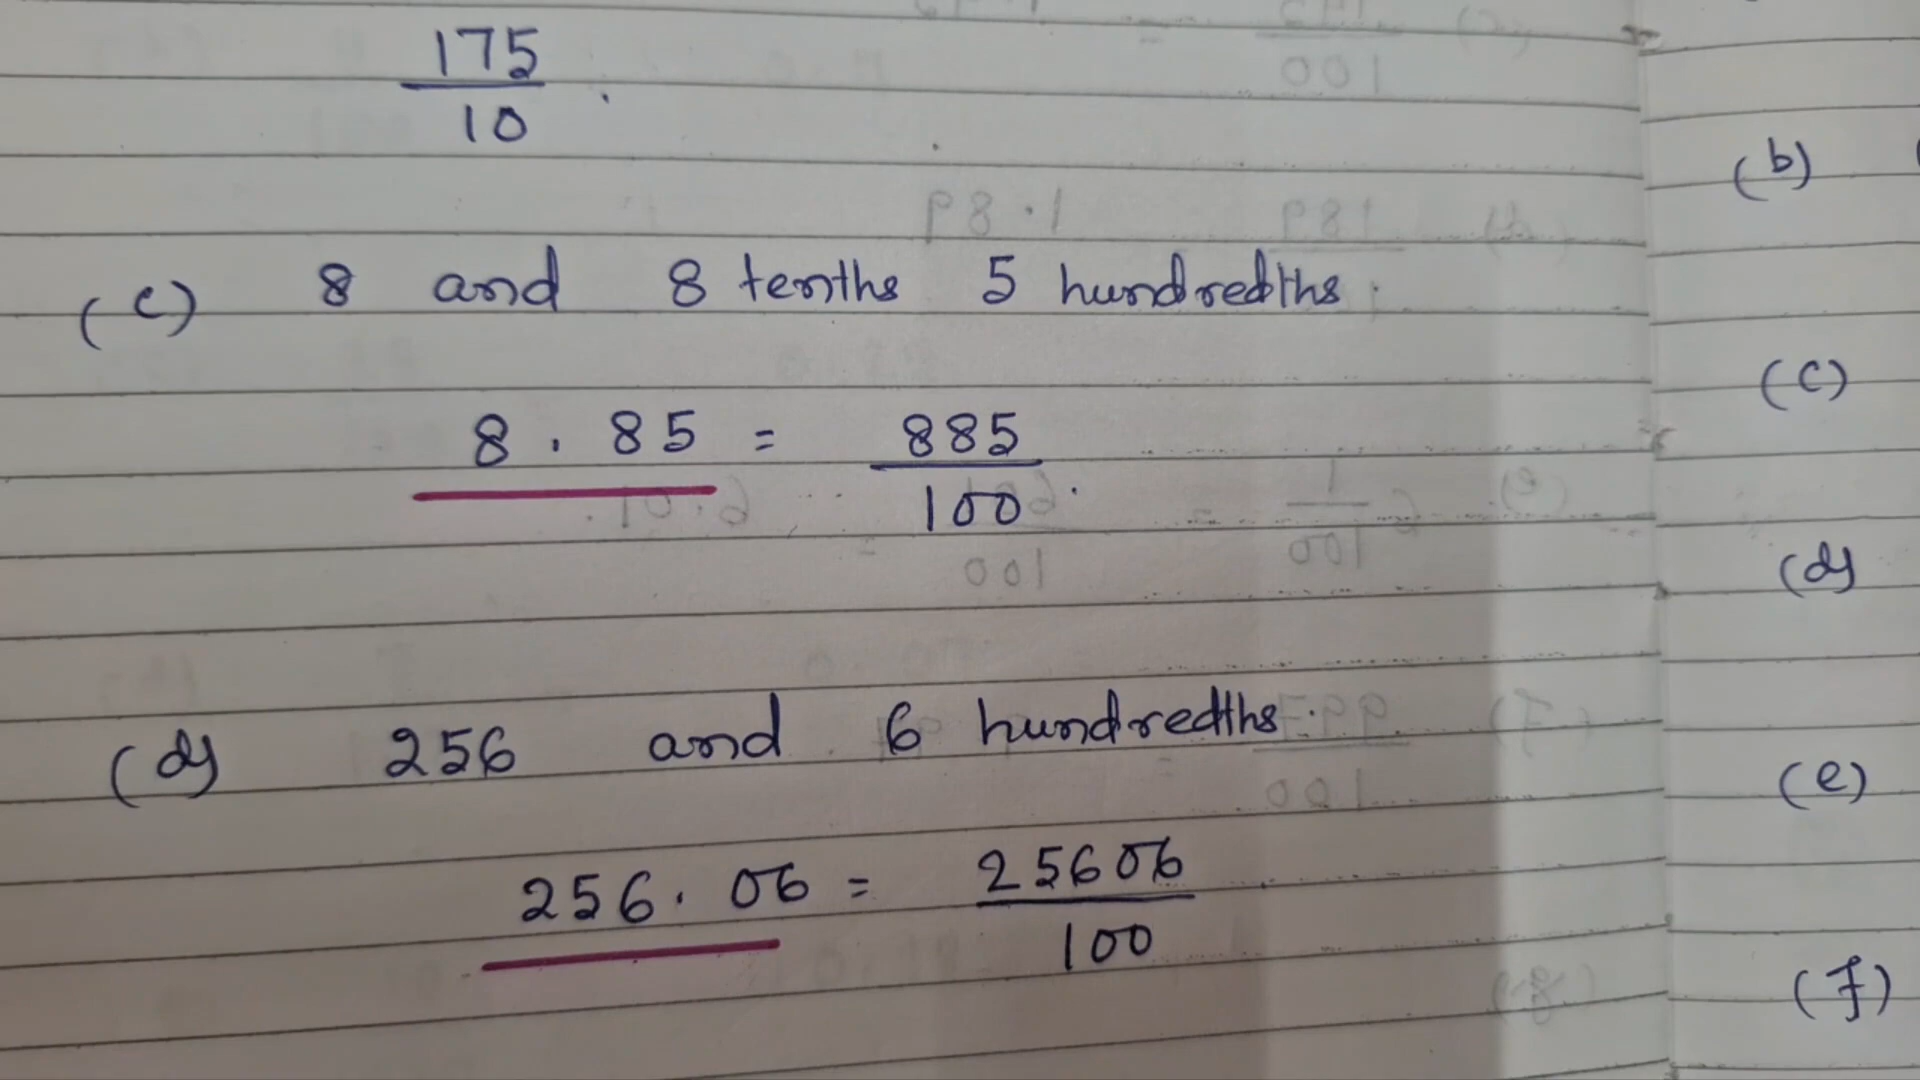 175
10
(c) 8 and 8 tenths 5 hundredths.
8.85 = 885
100.
(d) 256 and 6 hundredths.
256.06 = 25606
100
(b)
(c)
(d)
(e)
(f)